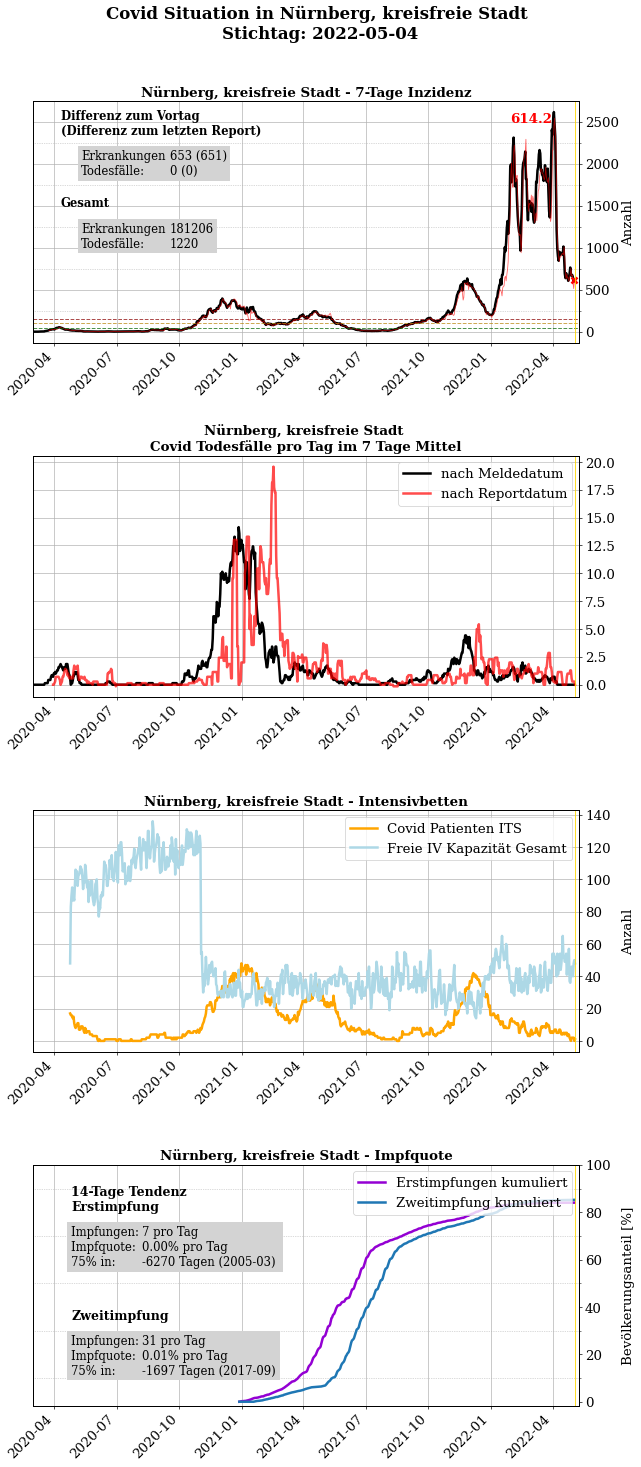 Covid Situation in Nürnberg, kreisfreie Stadt
Stichtag: 2022-05-04
Nürnberg, kreisfreie Stadt - 7-Tage Inzidenz
Differenz zum Vortag
(Differenz zum letzten Report)
Erkrankungen 653 (651)
Todesfälle: 0 (0)
Gesamt
Erkrankungen 181206
Todesfälle: 1220
614.2
2500
2000
1500
1000
500
0
Anzahl
2020-04
2020-07
2020-10
2021-01
2021-04
2021-07
2021-10
2022-01
2022-04
Nürnberg, kreisfreie Stadt
Covid Todesfälle pro Tag im 7 Tage Mittel
nach Meldedatum
nach Reportdatum
20.0
17.5
15.0
12.5
10.0
7.5
5.0
2.5
0.0
2020-04
2020-07
2020-10
2021-01
2021-04
2021-07
2021-10
2022-01
2022-04
Nürnberg, kreisfreie Stadt - Intensivbetten
Covid Patienten ITS
Freie IV Kapazität Gesamt
140
120
100
80
60
40
20
0
Anzahl
2020-04
2020-07
2020-10
2021-01
2021-04
2021-07
2021-10
2022-01
2022-04
Nürnberg, kreisfreie Stadt - Impfquote
14-Tage Tendenz
Erstimpfung
Impfungen: 7 pro Tag
Impfquote: 0.00% pro Tag
75% in: -6270 Tagen (2005-03)
Zweitimpfung
Impfungen: 31 pro Tag
Impfquote: 0.01% pro Tag
75% in: -1697 Tagen (2017-09)
Erstimpfungen kumuliert
Zweitimpfung kumuliert
100
80
60
40
20
0
Bevölkerungsanteil [%]
2020-04
2020-07
2020-10
2021-01
2021-04
2021-07
2021-10
2022-01
2022-04